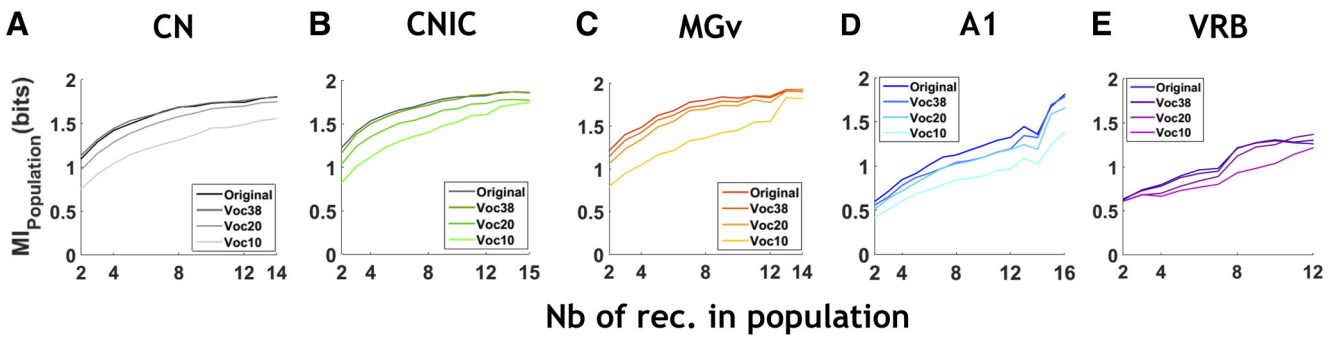 A CN
B CNIC
C MGv
D A1
E VRB
MIPopulation(bits)
2
1.5
1
0.5
0
2 4 8 12 14
Original
Voc38
Voc20
Voc10
2
1.5
1
0.5
0
2 4 8 12 15
Original
Voc38
Voc20
Voc10
2
1.5
1
0.5
0
2 4 8 12 14
Original
Voc38
Voc20
Voc10
2
1.5
1
0.5
0
2 4 8 12 16
Original
Voc38
Voc20
Voc10
2
1.5
1
0.5
0
2 4 8 12
Original
Voc38
Voc20
Voc10
Nb of rec. in population